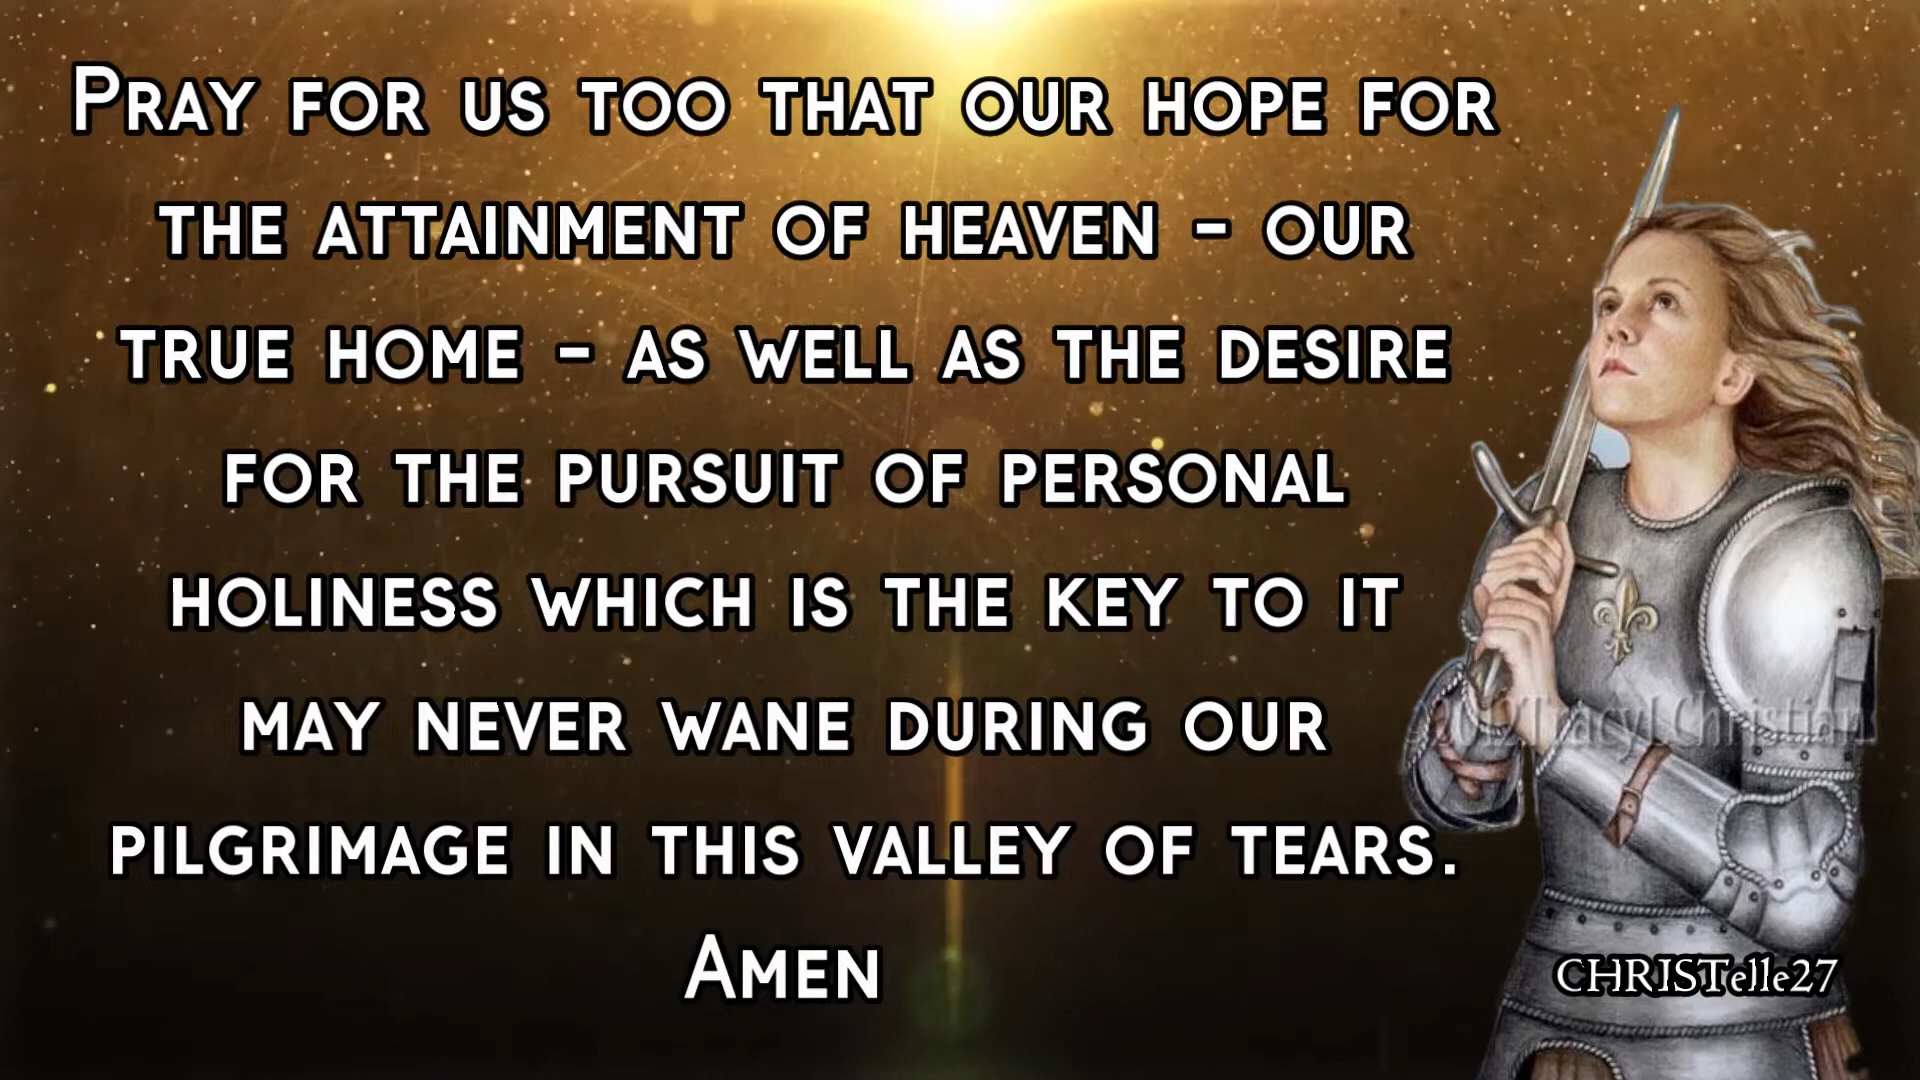 Pray for us too that our hope for
the attainment of heaven - our
true home - as well as the desire
for the pursuit of personal
holiness which is the key to it
may never wane during our
pilgrimage in this valley of tears.
Amen
TracyL Christian
CHRISTelle27